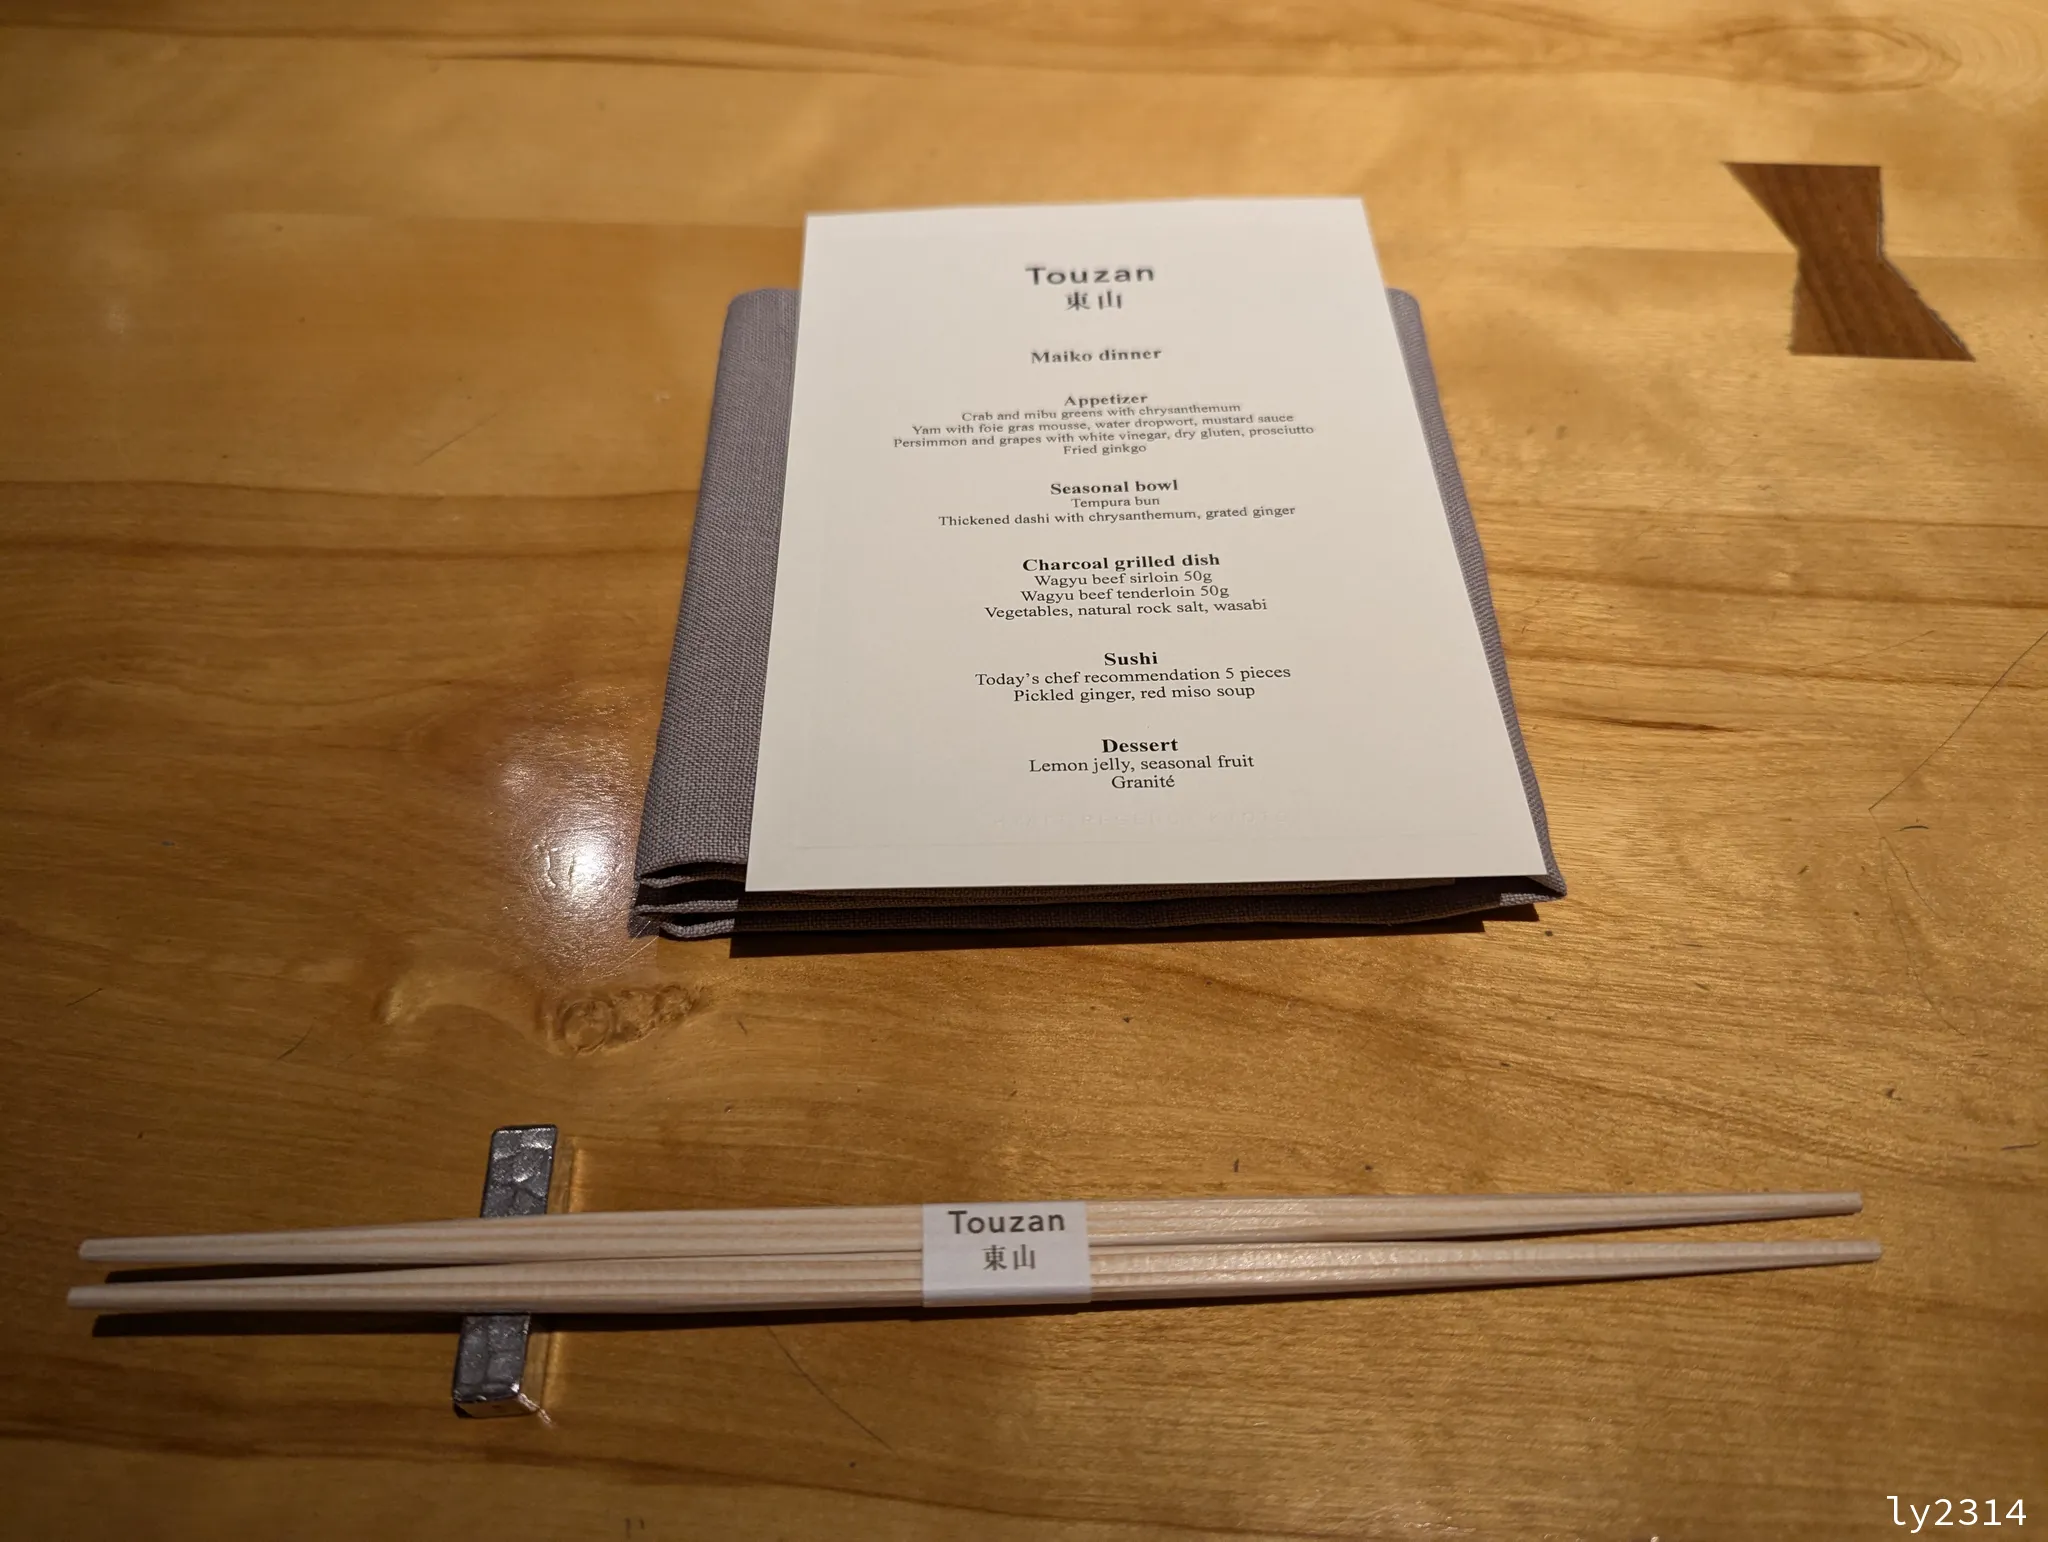 Touzan
東山
Maiko dinner
Appetizer
Crab and mibu greens with chrysanthemum
Yam with foie gras mousse, water dropwort, mustard sauce
Persimmon and grapes with white vinegar, dry gluten, prosciutto
Fried ginkgo
Seasonal bowl
Tempura bun
Thickened dashi with chrysanthemum, grated ginger
Charcoal grilled dish
Wagyu beef sirloin 50g
Wagyu beef tenderloin 50g
Vegetables, natural rock salt, wasabi
Sushi
Today's chef recommendation 5 pieces
Pickled ginger, red miso soup
Dessert
Lemon jelly, seasonal fruit
Granité
Touzan
東山
ly2314